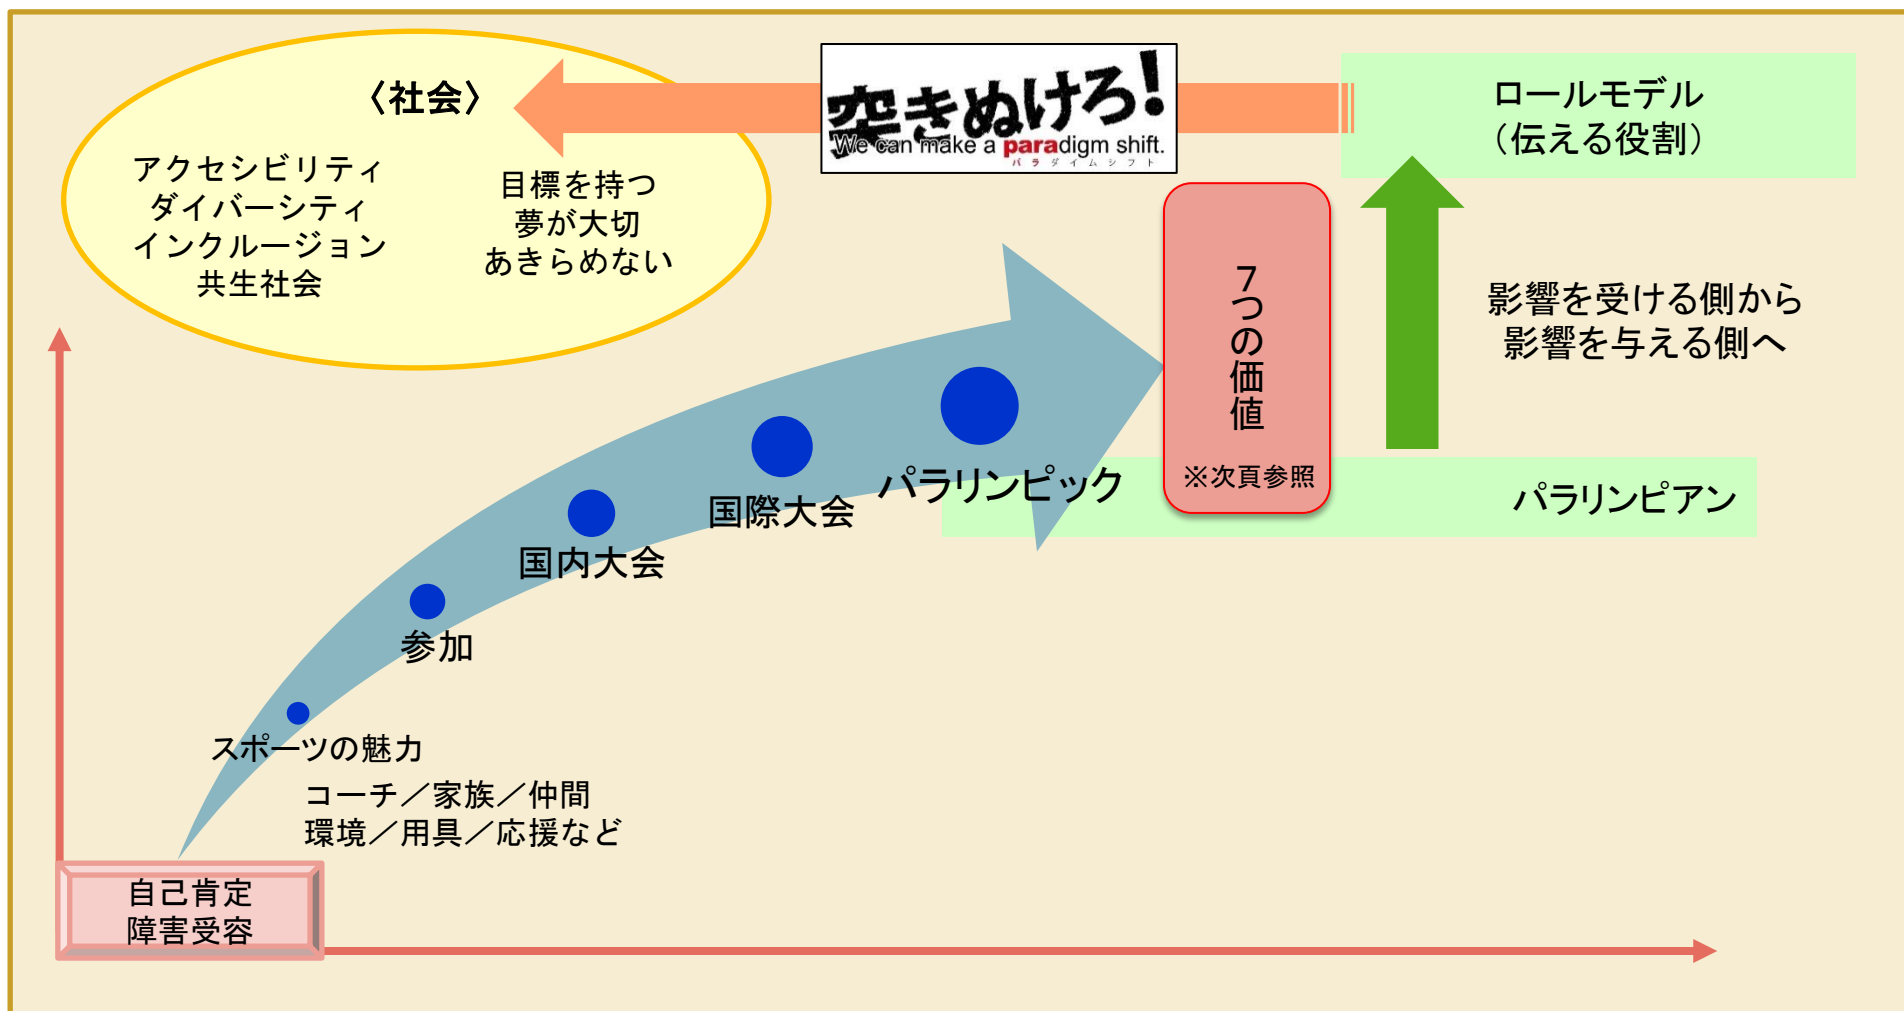 〈社会〉
アクセシビリティ
ダイバーシティ
インクルージョン
共生社会
目標を持つ
夢が大切
あきらめない
突きぬけろ！
We can make a paradigm shift.
パラダイムシフト
ロールモデル
（伝える役割）
7つの価値
※次頁参照
影響を受ける側から
影響を与える側へ
パラリンピアン
パラリンピック
国際大会
国内大会
参加
スポーツの魅力
コーチ／家族／仲間
環境／用具／応援など
自己肯定
障害受容